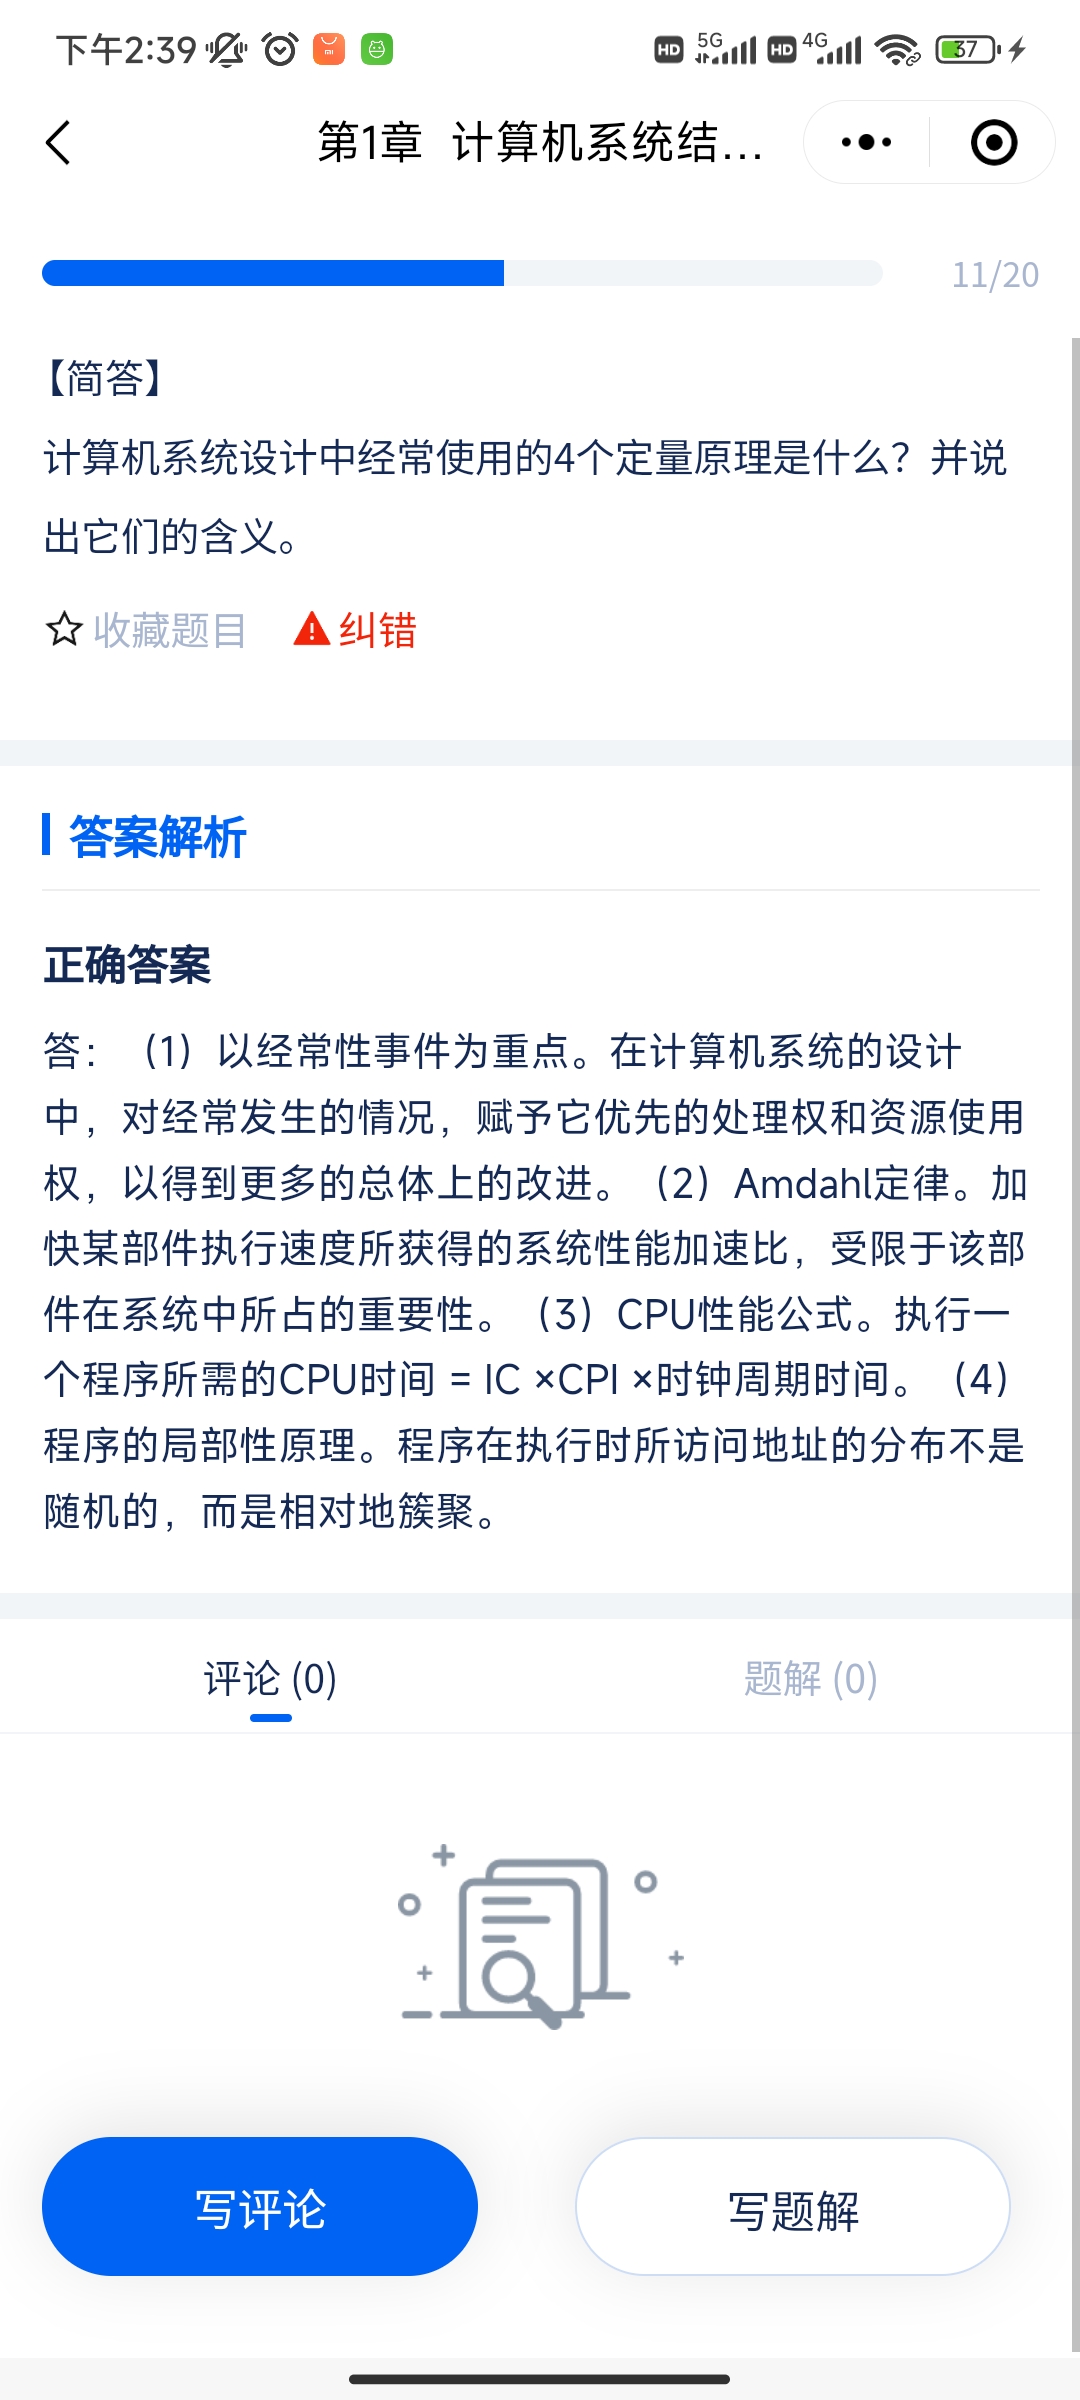 下午2:39 HD 5G HD 4G 37
第1章 计算机系统结...
11/20
【简答】
计算机系统设计中经常使用的4个定量原理是什么？并说
出它们的含义。
收藏题目 纠错
答案解析
正确答案
答：（1）以经常性事件为重点。在计算机系统的设计
中，对经常发生的情况，赋予它优先的处理权和资源使用
权，以得到更多的总体上的改进。（2）Amdahl定律。加
快某部件执行速度所获得的系统性能加速比，受限于该部
件在系统中所占的重要性。（3）CPU性能公式。执行一
个程序所需的CPU时间 = IC ×CPI ×时钟周期时间。（4）
程序的局部性原理。程序在执行时所访问地址的分布不是
随机的，而是相对地簇聚。
评论 (0) 题解 (0)
写评论 写题解